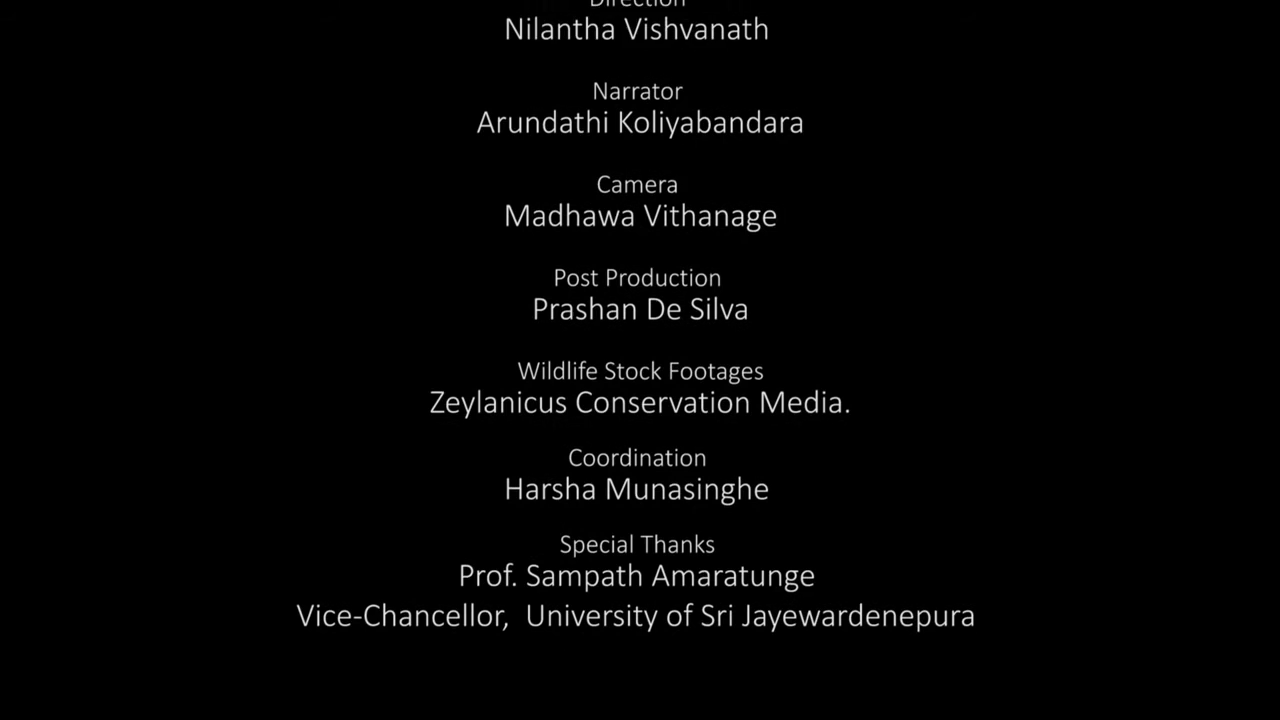 Direction
Nilantha Vishvanath
Narrator
Arundathi Koliyabandara
Camera
Madhawa Vithanage
Post Production
Prashan De Silva
Wildlife Stock Footages
Zeylanicus Conservation Media.
Coordination
Harsha Munasinghe
Special Thanks
Prof. Sampath Amaratunge
Vice-Chancellor, University of Sri Jayewardenepura